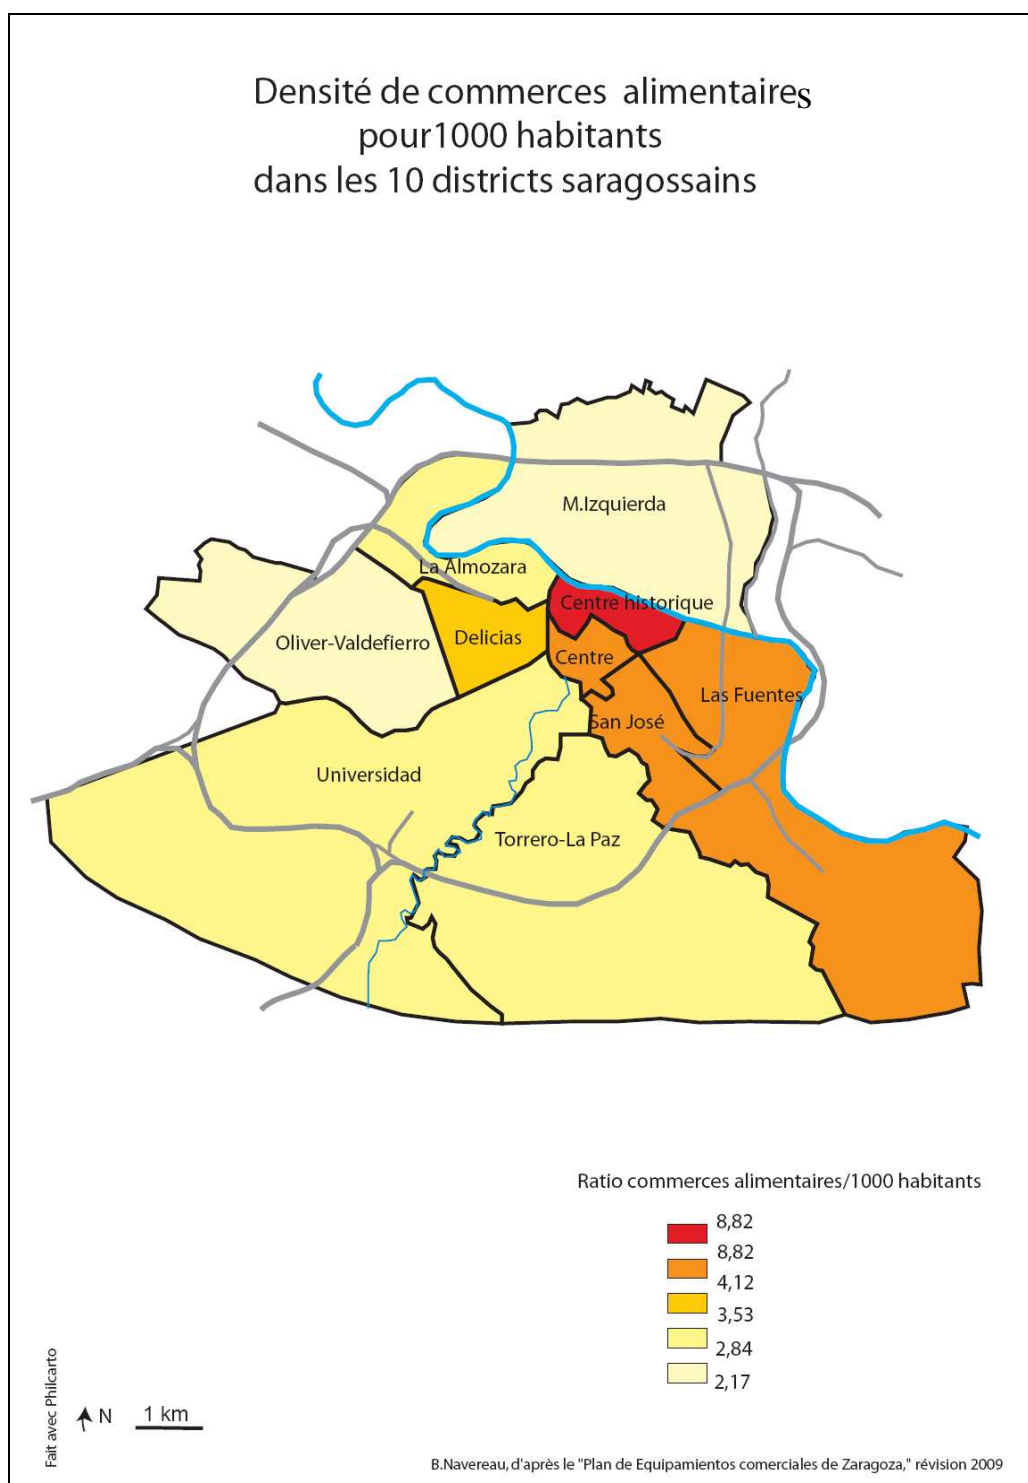 Densité de commerces alimentaires
pour1000 habitants
dans les 10 districts saragossains
M.Izquierda
La Almozara
Centre historique
Oliver-Valdefierro
Delicias
Centre
Las Fuentes
San José
Universidad
Torrero-La Paz
Ratio commerces alimentaires/1000 habitants
8,82
8,82
4,12
3,53
2,84
2,17
Fait avec Philcarto
N
1 km
B.Navereau, d'après le "Plan de Equipamientos comerciales de Zaragoza," révision 2009